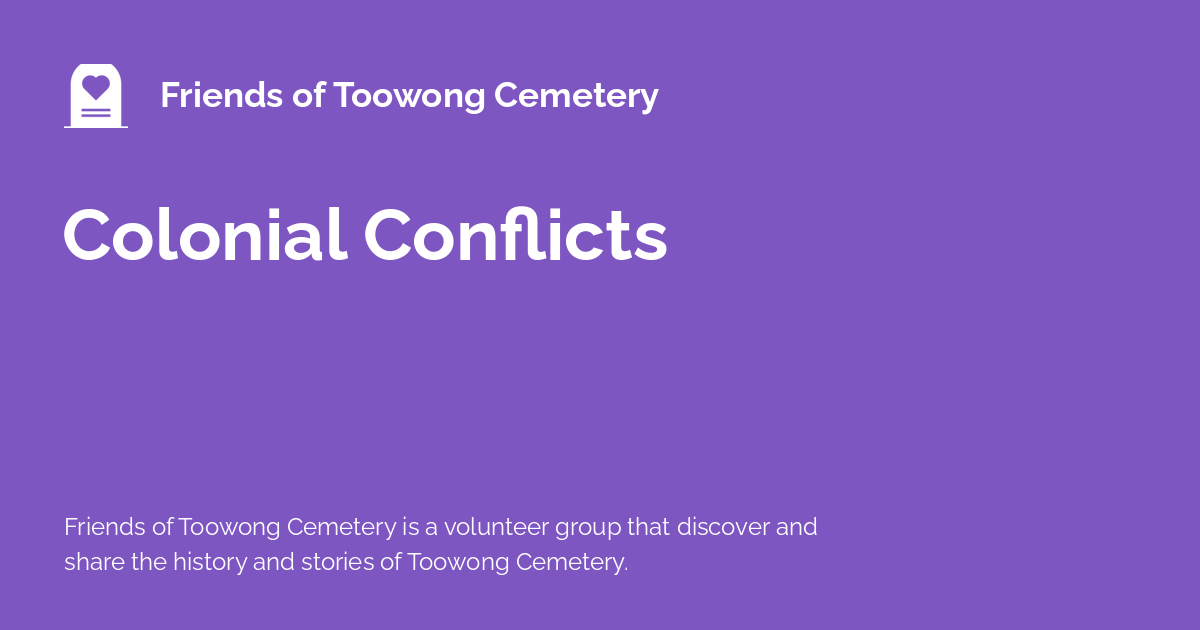 Friends of Toowong Cemetery
Colonial Conflicts
Friends of Toowong Cemetery is a volunteer group that discover and
share the history and stories of Toowong Cemetery.